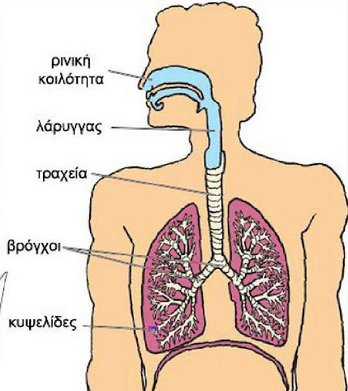 ρινική
κοιλότητα
λάρυγγας
τραχεία
βρόγχοι
κυψελίδες